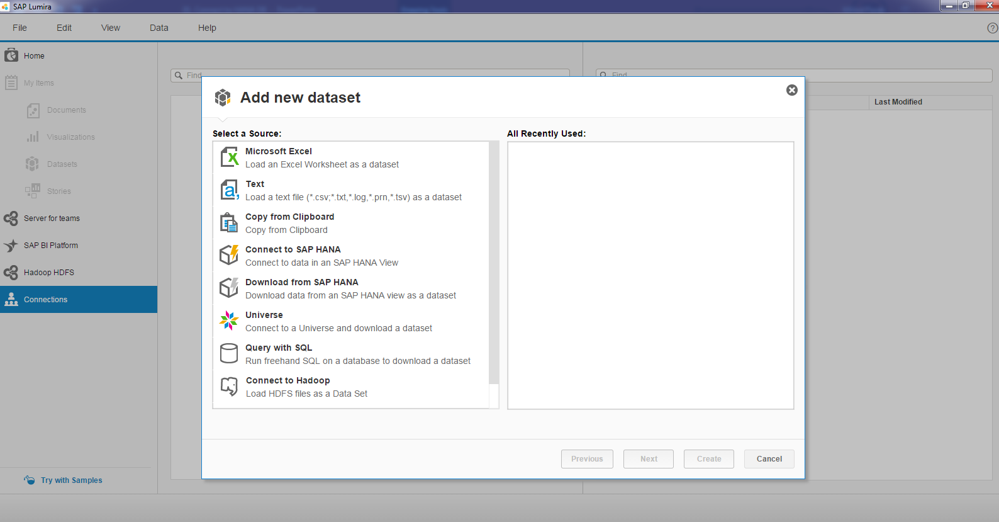 SAP Lumira
File Edit View Data Help
Home
My Items
Documents
Visualizations
Datasets
Stories
Server for teams
SAP BI Platform
Hadoop HDFS
Connections
Try with Samples
Find
Find
Last Modified
Add new dataset
Select a Source:
Microsoft Excel
Load an Excel Worksheet as a dataset
Text
Load a text file (*.csv;*.txt,*.log,*.prn,*.tsv) as a dataset
Copy from Clipboard
Copy from Clipboard
Connect to SAP HANA
Connect to data in an SAP HANA View
Download from SAP HANA
Download data from an SAP HANA view as a dataset
Universe
Connect to a Universe and download a dataset
Query with SQL
Run freehand SQL on a database to download a dataset
Connect to Hadoop
Load HDFS files as a Data Set
All Recently Used:
Previous Next Create Cancel